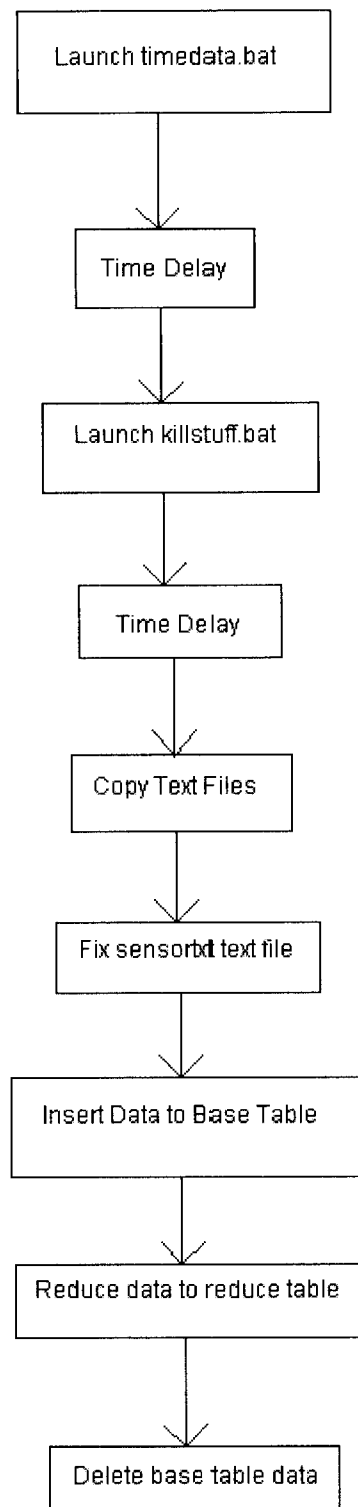 Launch timedata.bat
Time Delay
Launch killstuff.bat
Time Delay
Copy Text Files
Fix sensortxt text file
Insert Data to Base Table
Reduce data to reduce table
Delete base table data